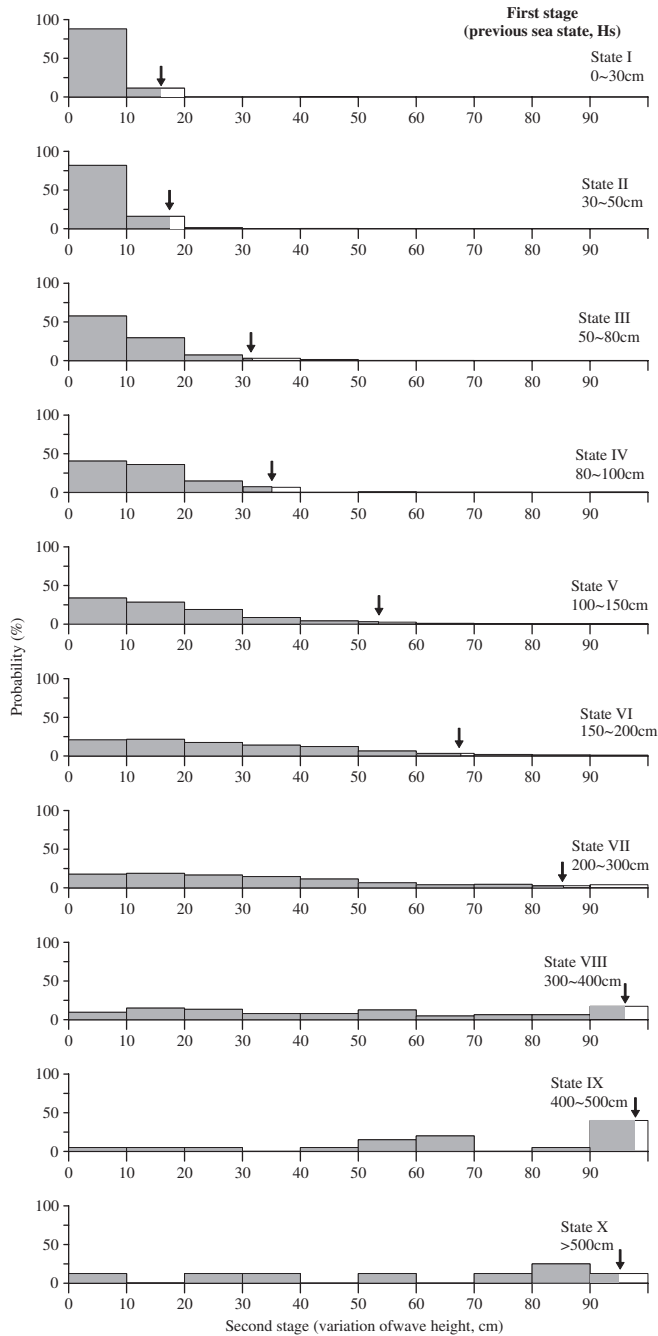 First stage
(previous sea state, Hs)
State I
0~30cm
100
50
0
0 10 20 30 40 50 60 70 80 90
State II
30~50cm
100
50
0
0 10 20 30 40 50 60 70 80 90
State III
50~80cm
100
50
0
0 10 20 30 40 50 60 70 80 90
State IV
80~100cm
100
50
0
0 10 20 30 40 50 60 70 80 90
State V
100~150cm
100
50
0
0 10 20 30 40 50 60 70 80 90
Probability (%)
State VI
150~200cm
100
50
0
0 10 20 30 40 50 60 70 80 90
State VII
200~300cm
100
50
0
0 10 20 30 40 50 60 70 80 90
State VIII
300~400cm
100
50
0
0 10 20 30 40 50 60 70 80 90
State IX
400~500cm
100
50
0
0 10 20 30 40 50 60 70 80 90
State X
>500cm
100
50
0
0 10 20 30 40 50 60 70 80 90
Second stage (variation ofwave height, cm)